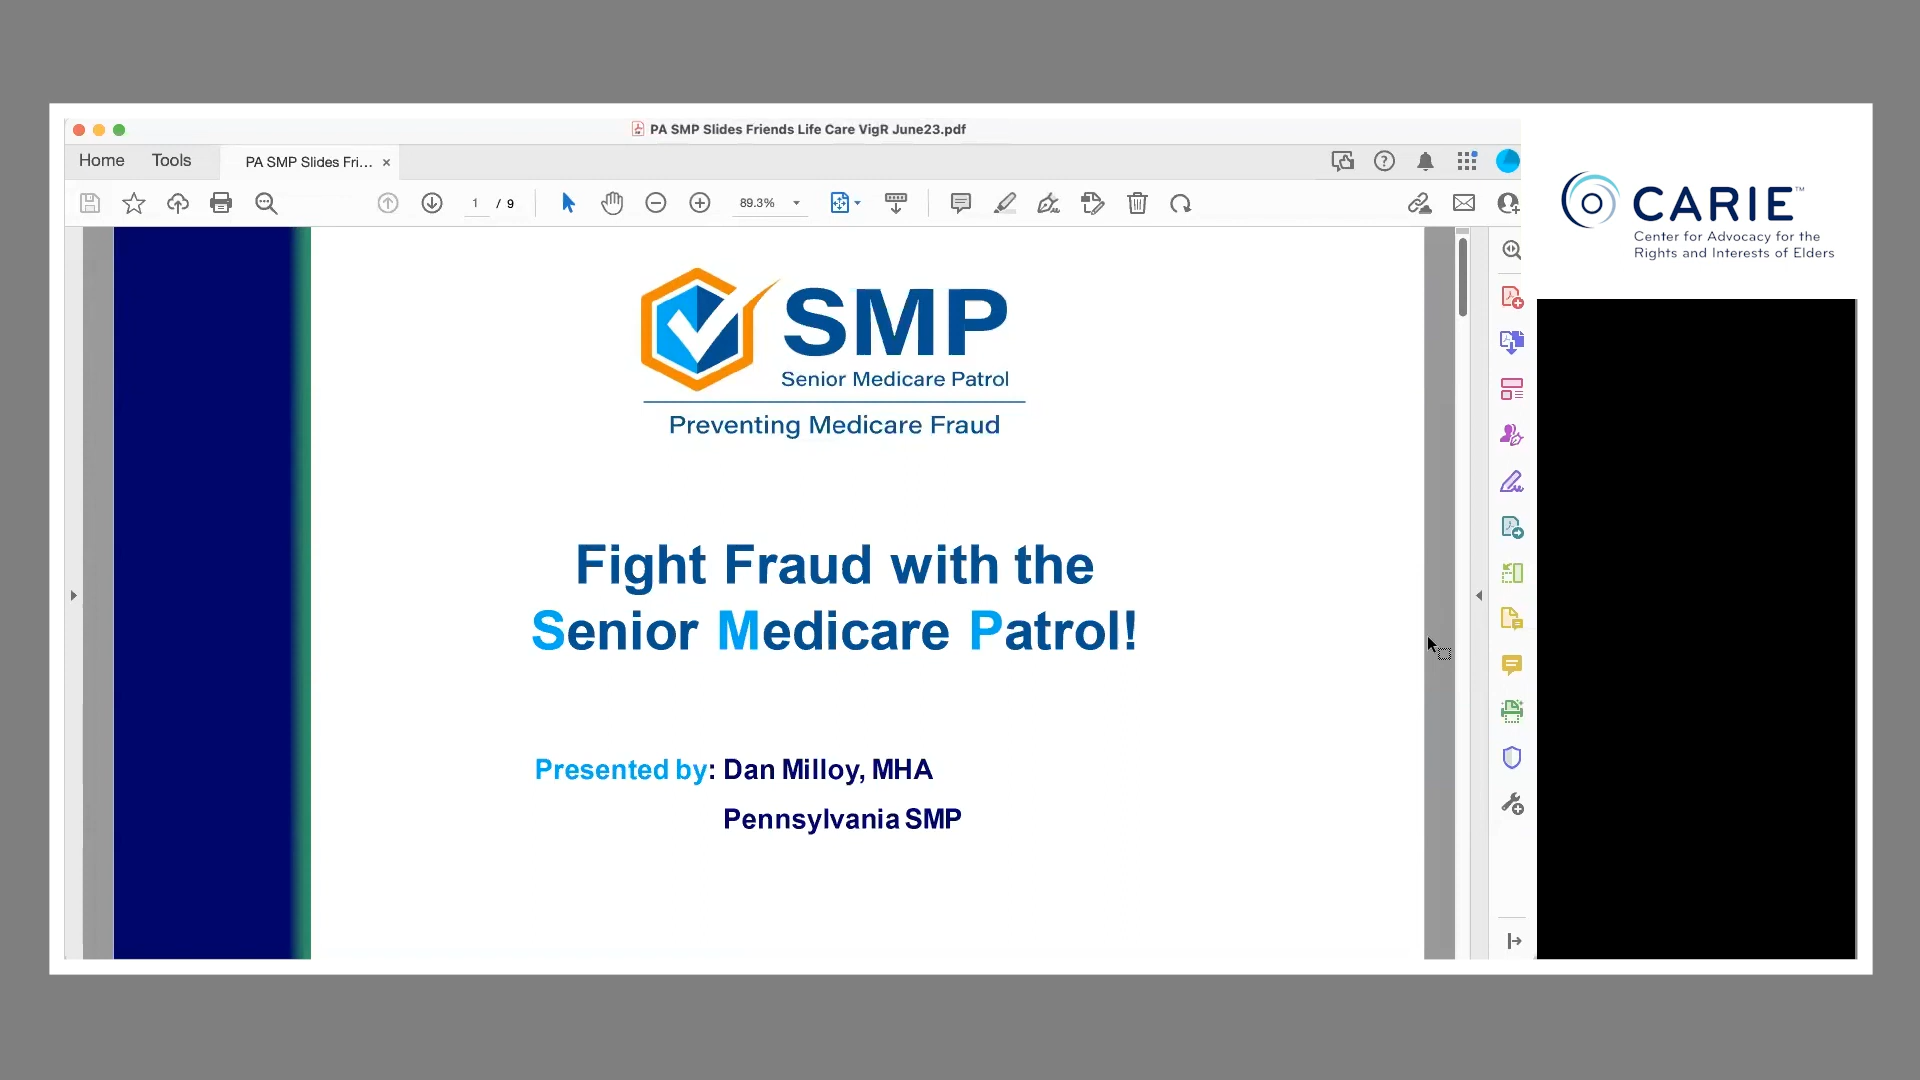 PA SMP Slides Friends Life Care VigR June23.pdf
Home
Tools
PA SMP Slides Fri... ×
1 / 9
89.3%
CARIE™
Center for Advocacy for the
Rights and Interests of Elders
SMP
Senior Medicare Patrol
Preventing Medicare Fraud
Fight Fraud with the
Senior Medicare Patrol!
Presented by: Dan Milloy, MHA
Pennsylvania SMP